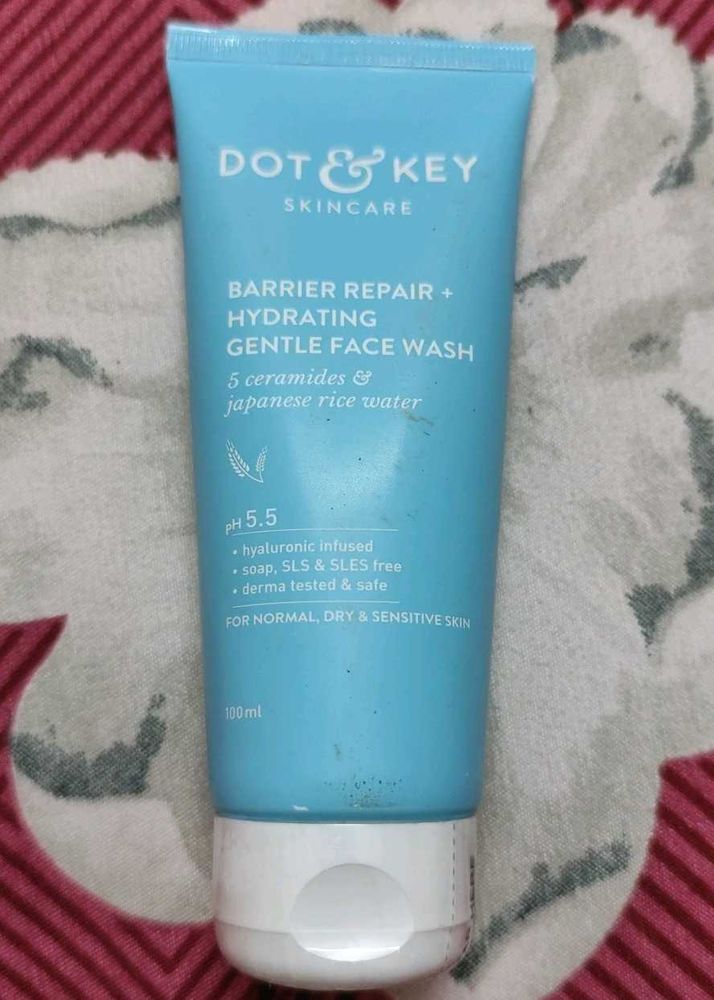 DOT & KEY
SKINCARE
BARRIER REPAIR +
HYDRATING
GENTLE FACE WASH
5 ceramides &
japanese rice water
pH 5.5
• hyaluronic infused
• soap, SLS & SLES free
• derma tested & safe
FOR NORMAL, DRY & SENSITIVE SKIN
100ml